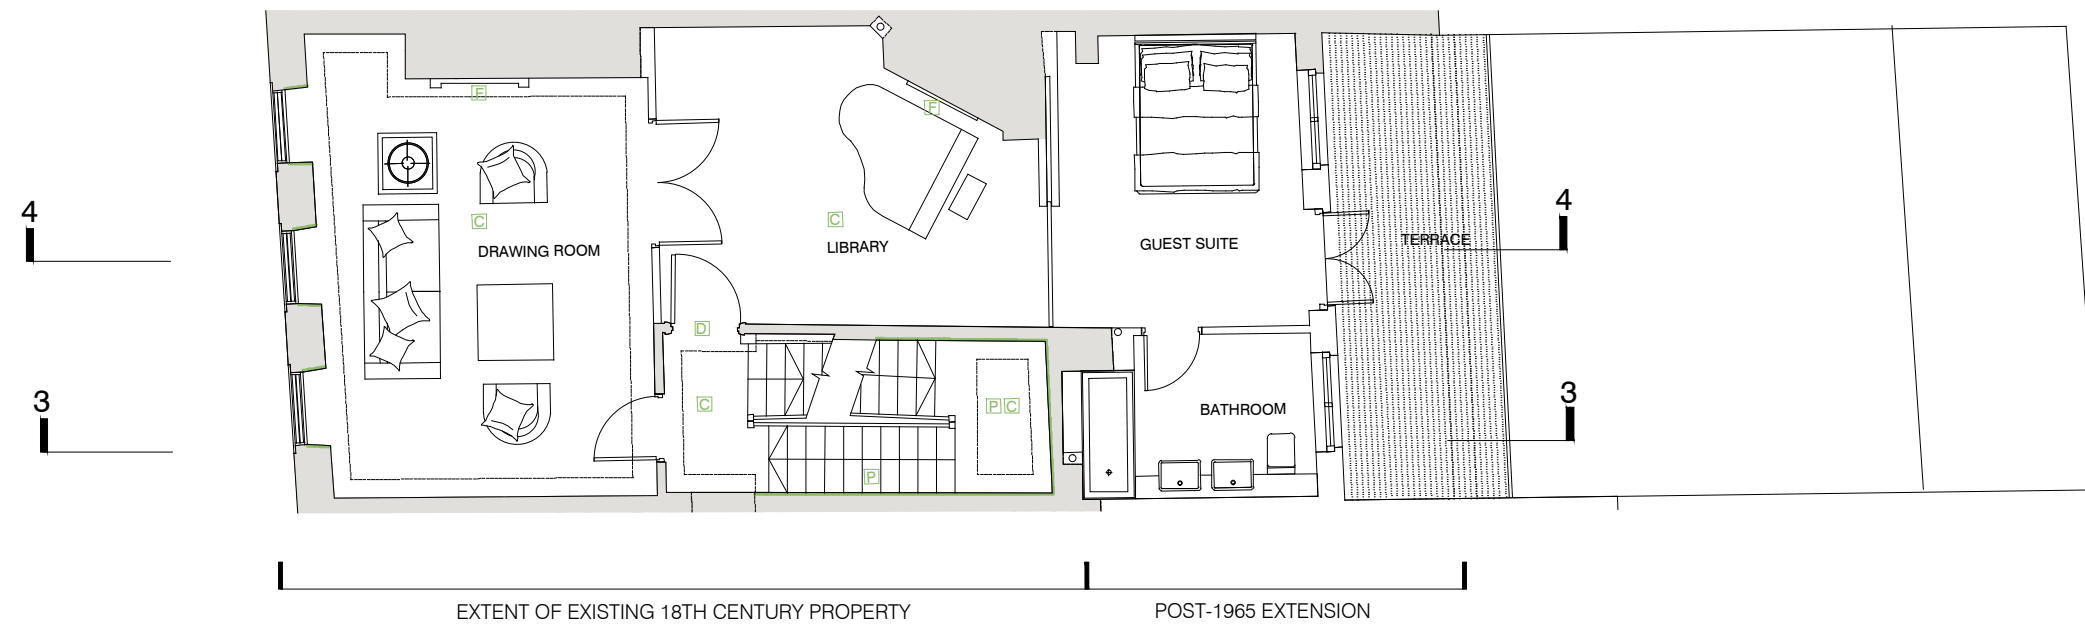 F
F
4
4
C
C
DRAWING ROOM
LIBRARY
GUEST SUITE
TERRACE
D
3
3
C
P C
BATHROOM
P
EXTENT OF EXISTING 18TH CENTURY PROPERTY
POST-1965 EXTENSION